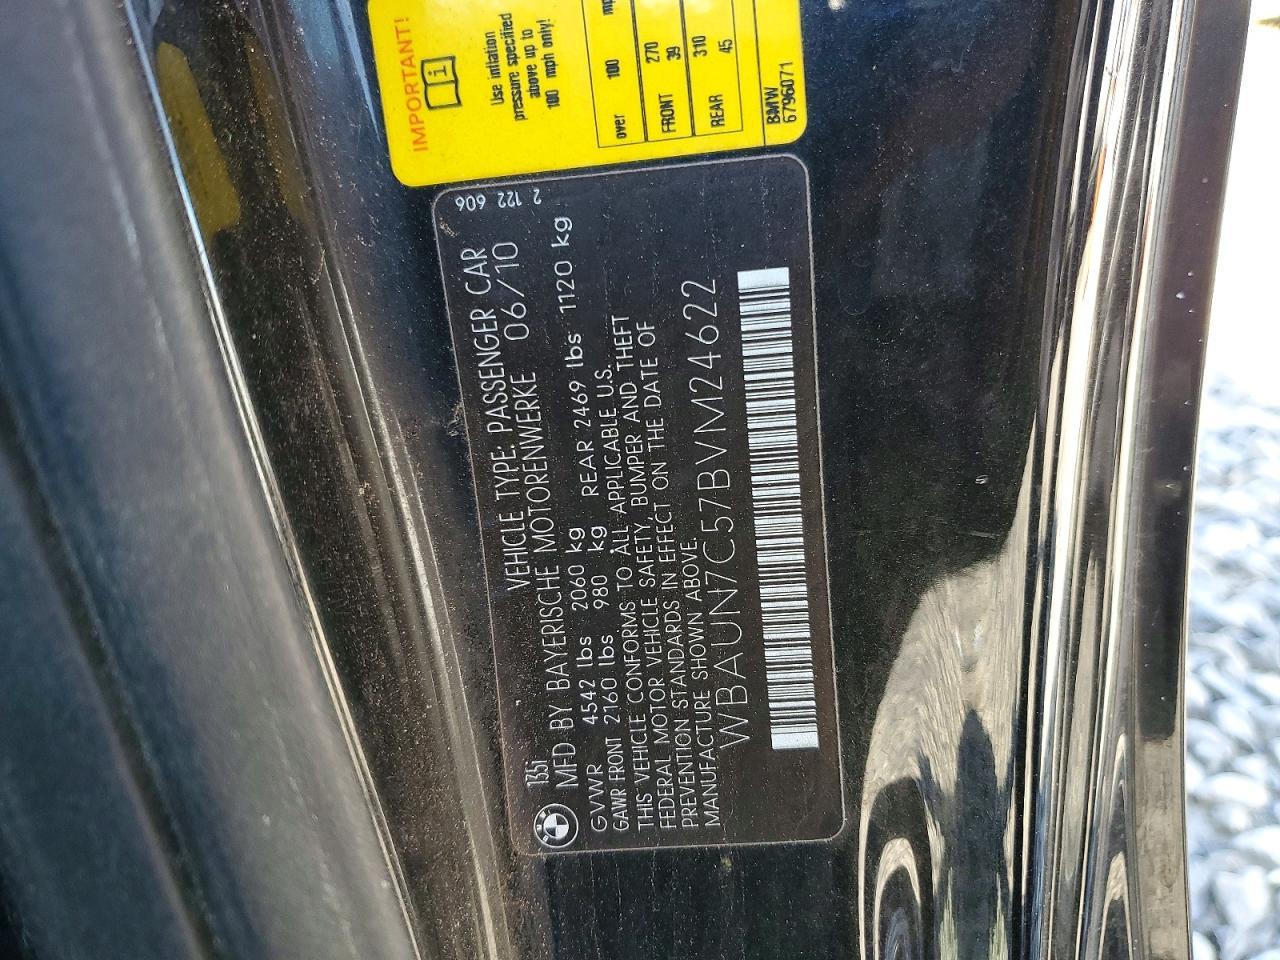 IMPORTANT!
Use inflation
pressure specified
above up to
100 mph only!
over 100
FRONT 270
39
REAR 310
45
BMW
6796071
2 122 606
135i VEHICLE TYPE: PASSENGER CAR
MFD BY BAYERISCHE MOTORENWERKE 06/10
GVWR 4542 lbs 2060 kg
GAWR FRONT 2160 lbs 980 kg REAR 2469 lbs 1120 kg
THIS VEHICLE CONFORMS TO ALL APPLICABLE U.S.
FEDERAL MOTOR VEHICLE SAFETY, BUMPER AND THEFT
PREVENTION STANDARDS IN EFFECT ON THE DATE OF
MANUFACTURE SHOWN ABOVE.
WBAUN7C57BVM24622